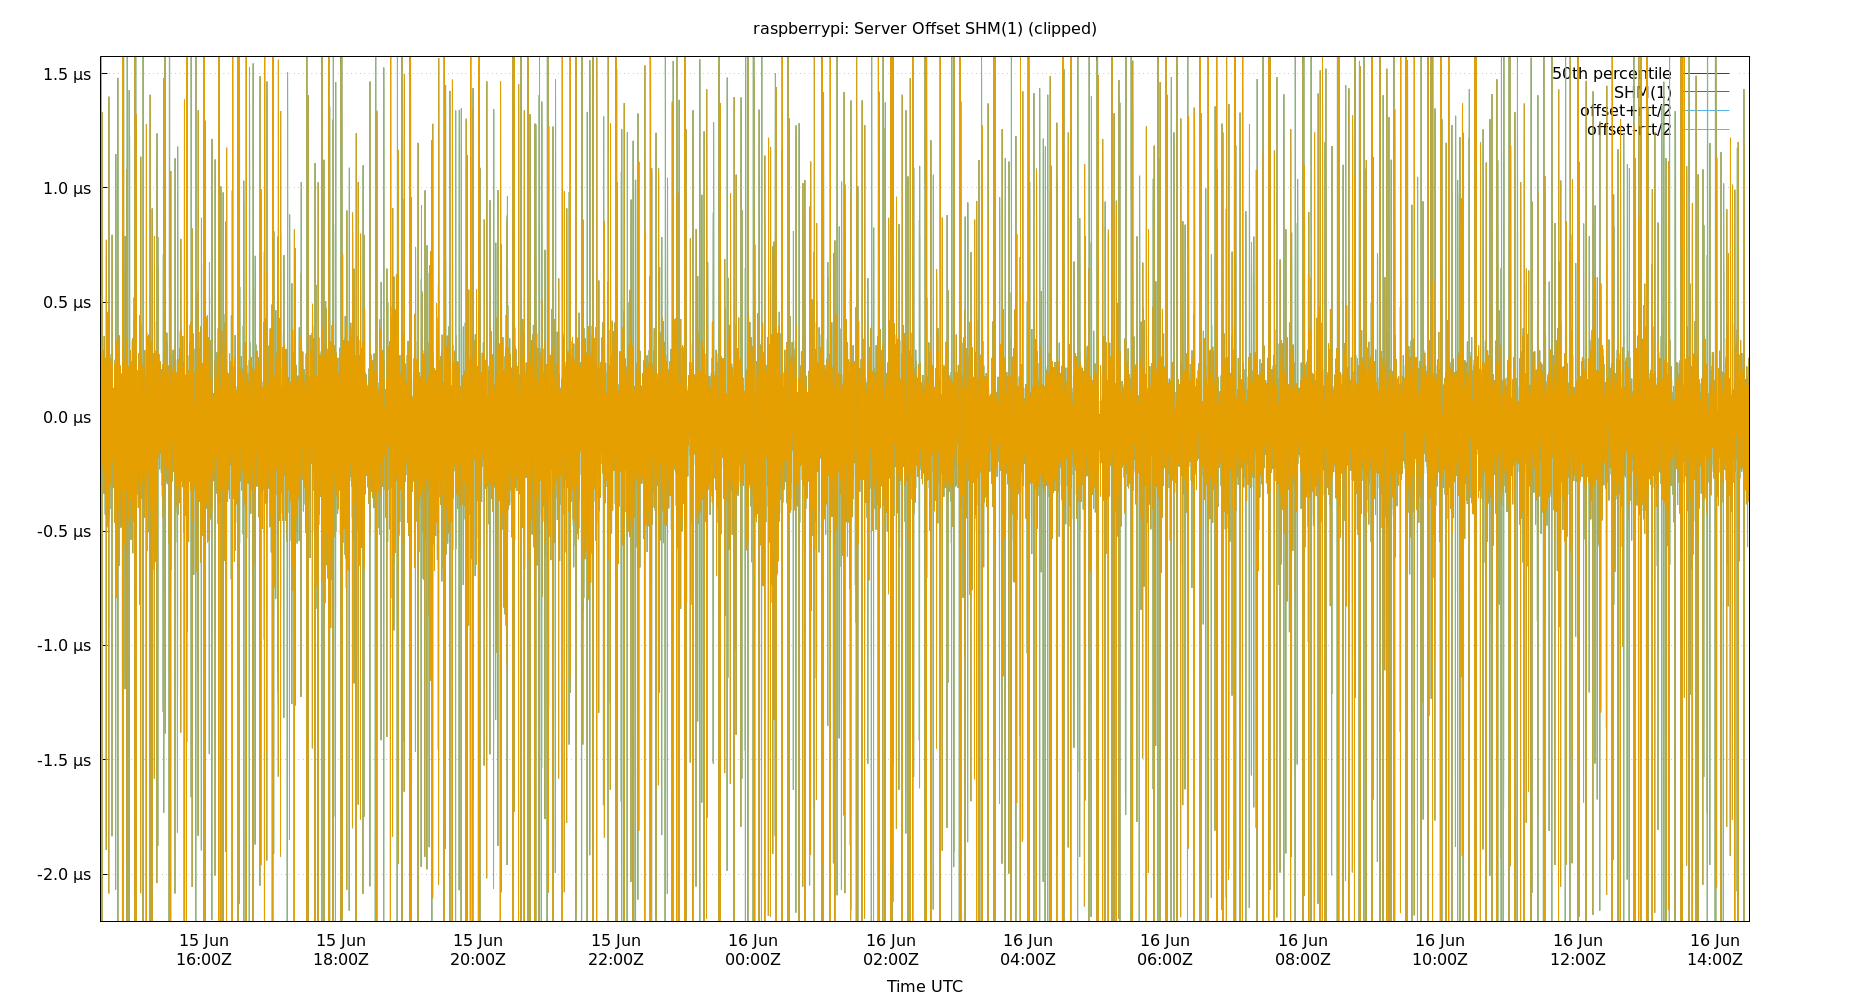 raspberrypi: Server Offset SHM(1) (clipped)
1.5 µs
1.0 µs
0.5 µs
0.0 µs
-0.5 µs
-1.0 µs
-1.5 µs
-2.0 µs
50th percentile
SHM(1)
offset+rtt/2
offset-rtt/2
15 Jun 15 Jun 15 Jun 15 Jun 16 Jun 16 Jun 16 Jun 16 Jun 16 Jun 16 Jun 16 Jun 16 Jun
16:00Z 18:00Z 20:00Z 22:00Z 00:00Z 02:00Z 04:00Z 06:00Z 08:00Z 10:00Z 12:00Z 14:00Z
Time UTC